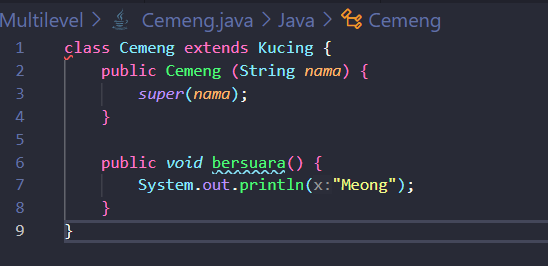 Multilevel > Cemeng.java > Java > Cemeng
1 class Cemeng extends Kucing {
2     public Cemeng (String nama) {
3         super(nama);
4     }
5
6     public void bersuara() {
7         System.out.println(x:"Meong");
8     }
9 }